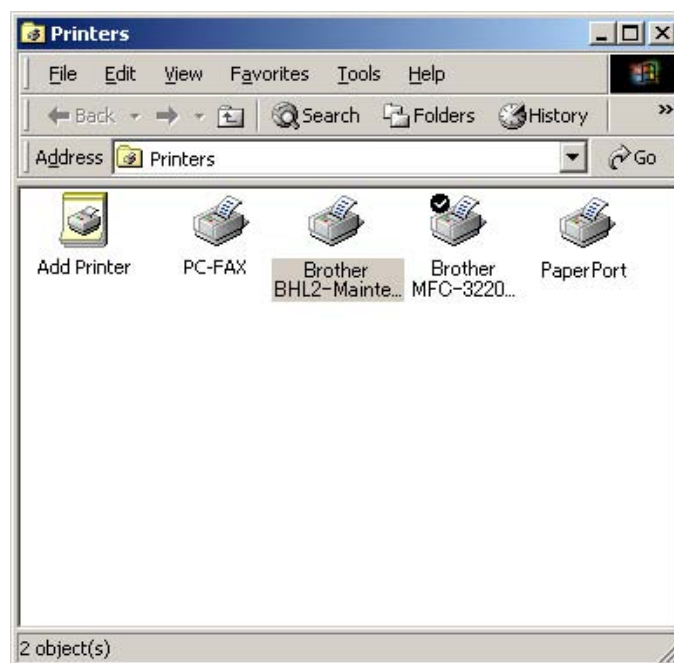 Printers
File Edit View Favorites Tools Help
Back Search Folders History »
Address Printers Go
Add Printer PC-FAX Brother BHL2-Mainte... Brother MFC-3220... PaperPort
2 object(s)